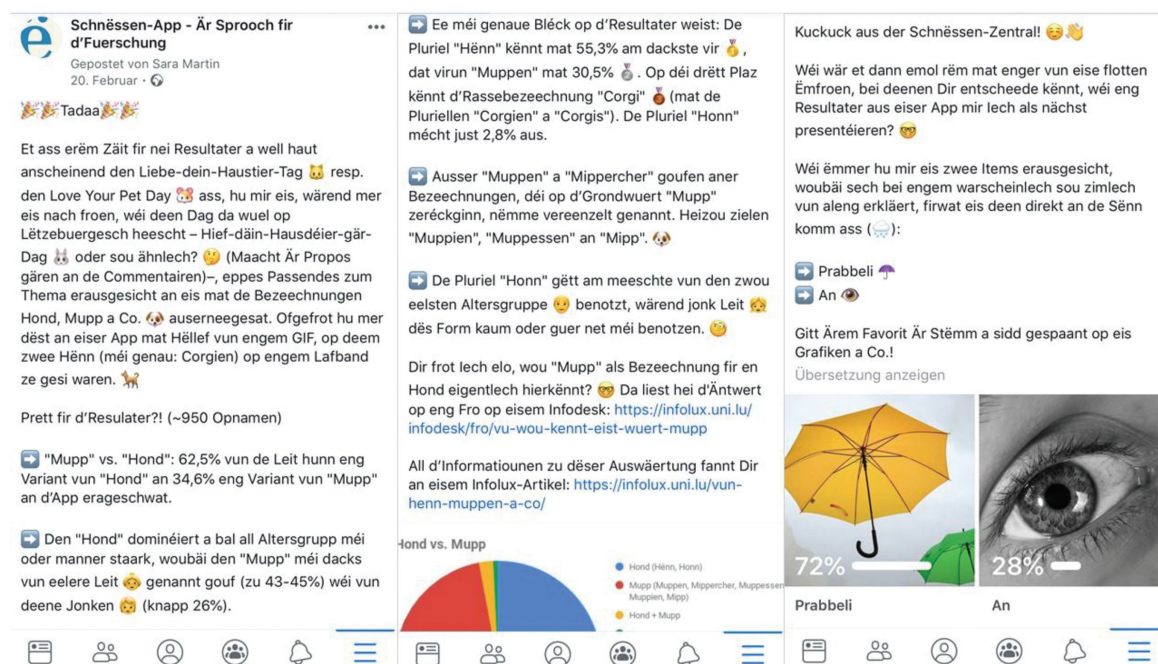 Schnëssen-App - Är Sprooch fir
d’Fuerschung
Gepostet von Sara Martin
20. Februar ·
🎉🎉Tadaa🎉🎉
Et ass erëm Zäit fir nei Resultater a well haut
anscheinend den Liebe-dein-Haustier-Tag 🐱 resp.
den Love Your Pet Day 🐹 ass, hu mir eis, wärend mer
eis nach froen, wéi deen Dag da wuel op
Lëtzebuergesch heescht – Hief-däin-Hausdéier-gär-
Dag 🐰 oder sou ähnlech? 🤔 (Maacht Är Propos
gären an de Commentairen)–, eppes Passendes zum
Thema erausgesicht an eis mat de Bezeechnungen
Hond, Mupp a Co. 🐶 auserneegesat. Ofgefrot hu mer
dëst an eiser App mat Hëllef vun engem GIF, op deem
zwee Hënn (méi genau: Corgien) op engem Lafband
ze gesi waren. 🐕
Prett fir d’Resulater?! (~950 Opnamen)
➡️ "Mupp" vs. "Hond": 62,5% vun de Leit hunn eng
Variant vun "Hond" an 34,6% eng Variant vun "Mupp"
an d’App erageschwat.
➡️ Den "Hond" dominéiert a bal all Altersgrupp méi
oder manner staark, woubäi den "Mupp" méi dacks
vun eelere Leit 👵 genannt gouf (zu 43-45%) wéi vun
deene Jonken 👶 (knapp 26%).
➡️ Ee méi genaue Bléck op d’Resultater weist: De
Pluriel "Hënn" kënnt mat 55,3% am dackste vir 🥇,
dat virun "Muppen" mat 30,5% 🥈. Op déi drëtt Plaz
kënnt d’Rassebezeechnung "Corgi" 🥉 (mat de
Pluriellen "Corgien" a "Corgis"). De Pluriel "Honn"
mécht just 2,8% aus.
➡️ Ausser "Muppen" a "Mippercher" goufen aner
Bezeechnungen, déi op d’Grondwuert "Mupp"
zeréckginn, nëmme vereenzelt genannt. Heizou zielen
"Muppien", "Muppessen" an "Mipp". 🐶
➡️ De Pluriel "Honn" gëtt am meeschte vun den zwou
eelsten Altersgruppe 👴 benotzt, wärend jonk Leit 👧
dës Form kaum oder guer net méi benotzen. 🧐
Dir frot Iech elo, wou "Mupp" als Bezeechnung fir en
Hond eigentlech hierkënnt? 🤓 Da liest hei d'Äntwert
op eng Fro op eisem Infodesk: https://infolux.uni.lu/
infodesk/fro/vu-wou-kennt-eist-wuert-mupp
All d’Informatiounen zu dëser Auswäertung fannt Dir
an eisem Infolux-Artikel: https://infolux.uni.lu/vun-
henn-muppen-a-co/
Hond vs. Mupp
Hond (Hënn, Honn)
Mupp (Muppen, Mippercher, Muppessen
Muppien, Mipp)
Hond + Mupp
Kuckuck aus der Schnëssen-Zentral! ☺️👋
Wéi wär et dann emol rëm mat enger vun eise flotten
Ëmfroen, bei deenen Dir entscheede kënnt, wéi eng
Resultater aus eiser App mir Iech als nächst
presentéieren? 🤓
Wéi ëmmer hu mir eis zwee Items erausgesicht,
woubäi sech bei engem warscheinlech sou zimlech
vun aleng erkläert, firwat eis deen direkt an de Sënn
komm ass (🌧️):
➡️ Prabbeli ☂️
➡️ An 👁️
Gitt Ärem Favorit Är Stëmm a sidd gespaant op eis
Grafiken a Co.!
Übersetzung anzeigen
72%
28%
Prabbeli
An